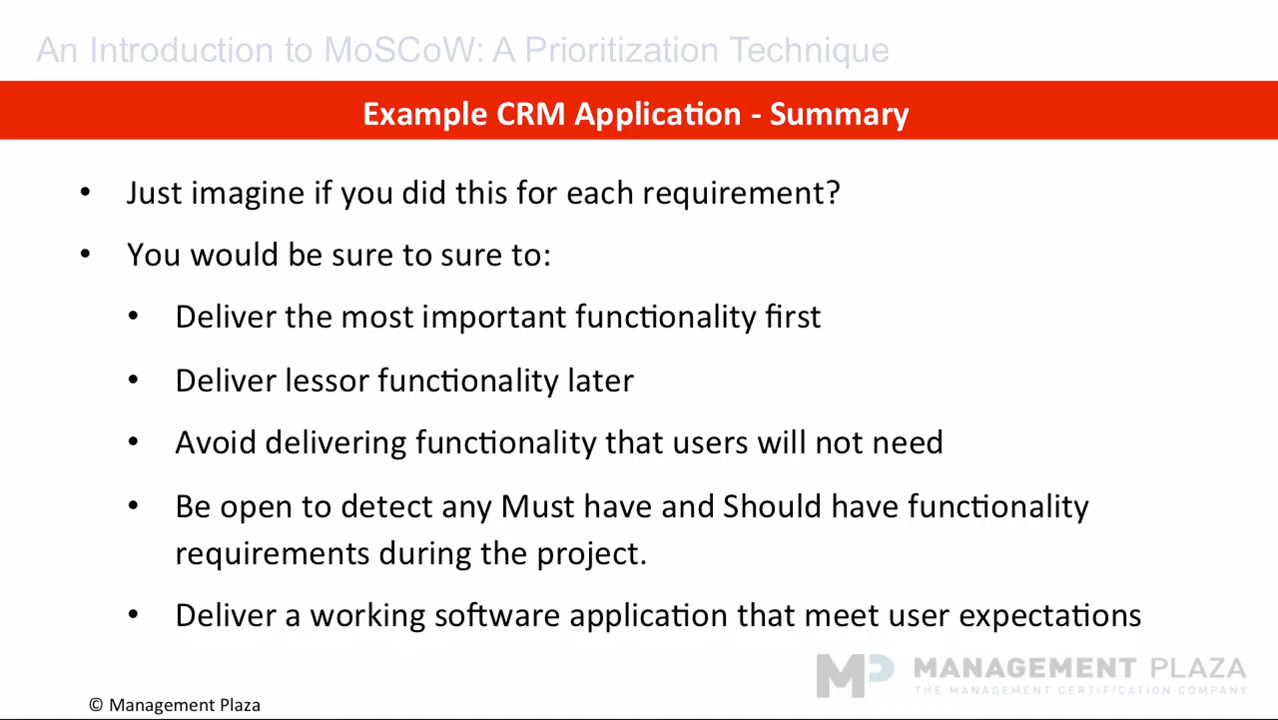 An Introduction to MoSCoW: A Prioritization Technique
Example CRM Application - Summary
• Just imagine if you did this for each requirement?
• You would be sure to sure to:
• Deliver the most important functionality first
• Deliver lessor functionality later
• Avoid delivering functionality that users will not need
• Be open to detect any Must have and Should have functionality
requirements during the project.
• Deliver a working software application that meet user expectations
MP MANAGEMENT PLAZA
THE MANAGEMENT CERTIFICATION COMPANY
© Management Plaza